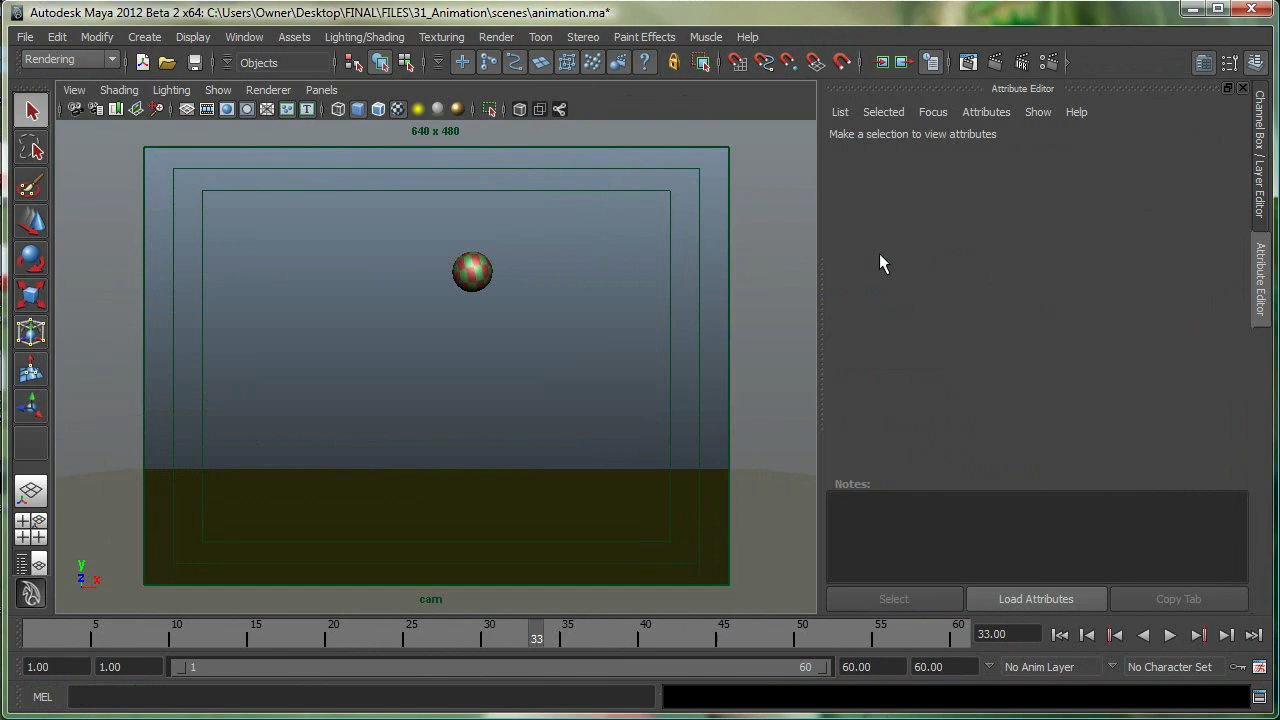 Autodesk Maya 2012 Beta 2 x64: C:\Users\Owner\Desktop\FINAL\FILES\31_Animation\scenes\animation.ma*
File Edit Modify Create Display Window Assets Lighting/Shading Texturing Render Toon Stereo Paint Effects Muscle Help
Rendering Objects ?
View Shading Lighting Show Renderer Panels
Attribute Editor
List Selected Focus Attributes Show Help
T
640 x 480
Make a selection to view attributes
Channel Box / Layer Editor
Attribute Editor
Notes:
y
z x
cam
Select Load Attributes Copy Tab
5 10 15 20 25 30 33 35 40 45 50 55 60 33.00
1.00 1.00 1 60 60.00 60.00 No Anim Layer No Character Set
MEL